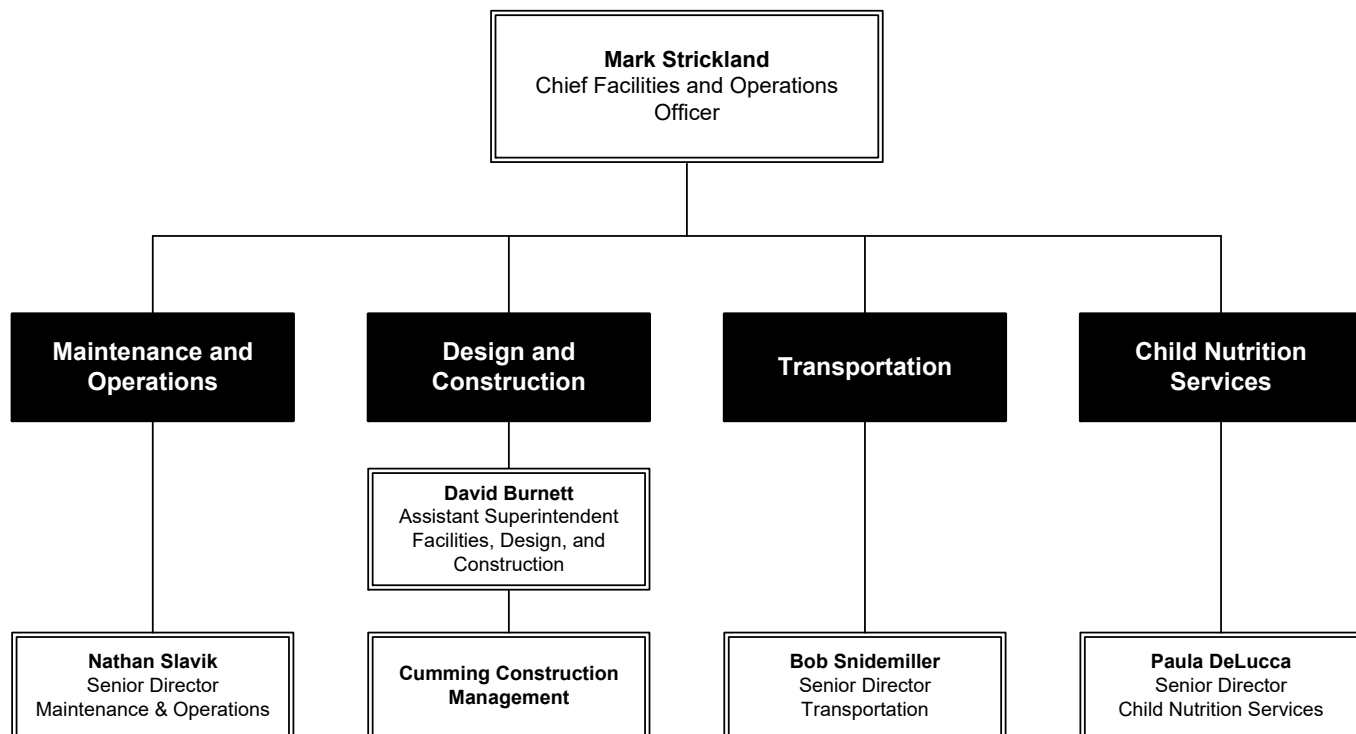 Mark Strickland
Chief Facilities and Operations
Officer
Maintenance and
Operations
Design and
Construction
Transportation
Child Nutrition
Services
David Burnett
Assistant Superintendent
Facilities, Design, and
Construction
Nathan Slavik
Senior Director
Maintenance & Operations
Cumming Construction
Management
Bob Snidemiller
Senior Director
Transportation
Paula DeLucca
Senior Director
Child Nutrition Services